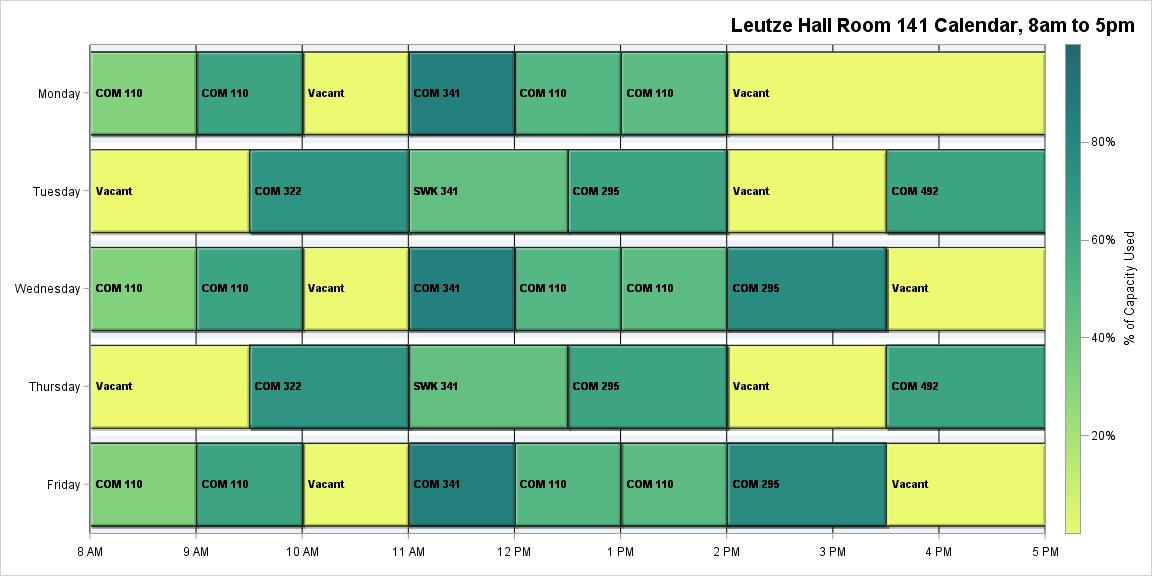 Leutze Hall Room 141 Calendar, 8am to 5pm
Monday
COM 110
COM 110
Vacant
COM 341
COM 110
COM 110
Vacant
Tuesday
Vacant
COM 322
SWK 341
COM 295
Vacant
COM 492
Wednesday
COM 110
COM 110
Vacant
COM 341
COM 110
COM 110
COM 295
Vacant
Thursday
Vacant
COM 322
SWK 341
COM 295
Vacant
COM 492
Friday
COM 110
COM 110
Vacant
COM 341
COM 110
COM 110
COM 295
Vacant
8 AM
9 AM
10 AM
11 AM
12 PM
1 PM
2 PM
3 PM
4 PM
5 PM
80%
60%
40%
20%
% of Capacity Used